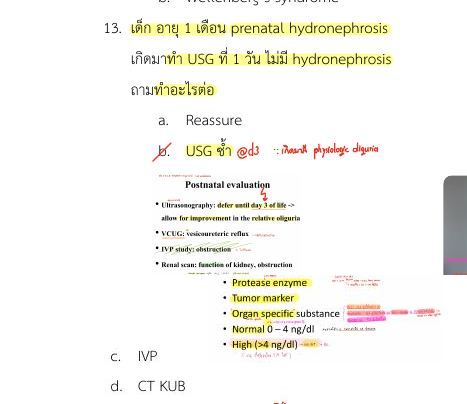 13. เด็ก อายุ 1 เดือน prenatal hydronephrosis
เกิดมาทำ USG ที่ 1 วัน ไม่มี hydronephrosis
ถามทำอะไรต่อ
a. Reassure
b. USG ซ้ำ @d3 physiologic oliguria
Postnatal evaluation
• Ultrasonography: defer until day 3 of life ->
allow for improvement in the relative oliguria
• VCUG: vesicoureteric reflux
• IVP study: obstruction
• Renal scan: function of kidney, obstruction
• Protease enzyme
• Tumor marker
• Organ specific substance
• Normal 0 – 4 ng/dl
• High (>4 ng/dl)
c. IVP
d. CT KUB